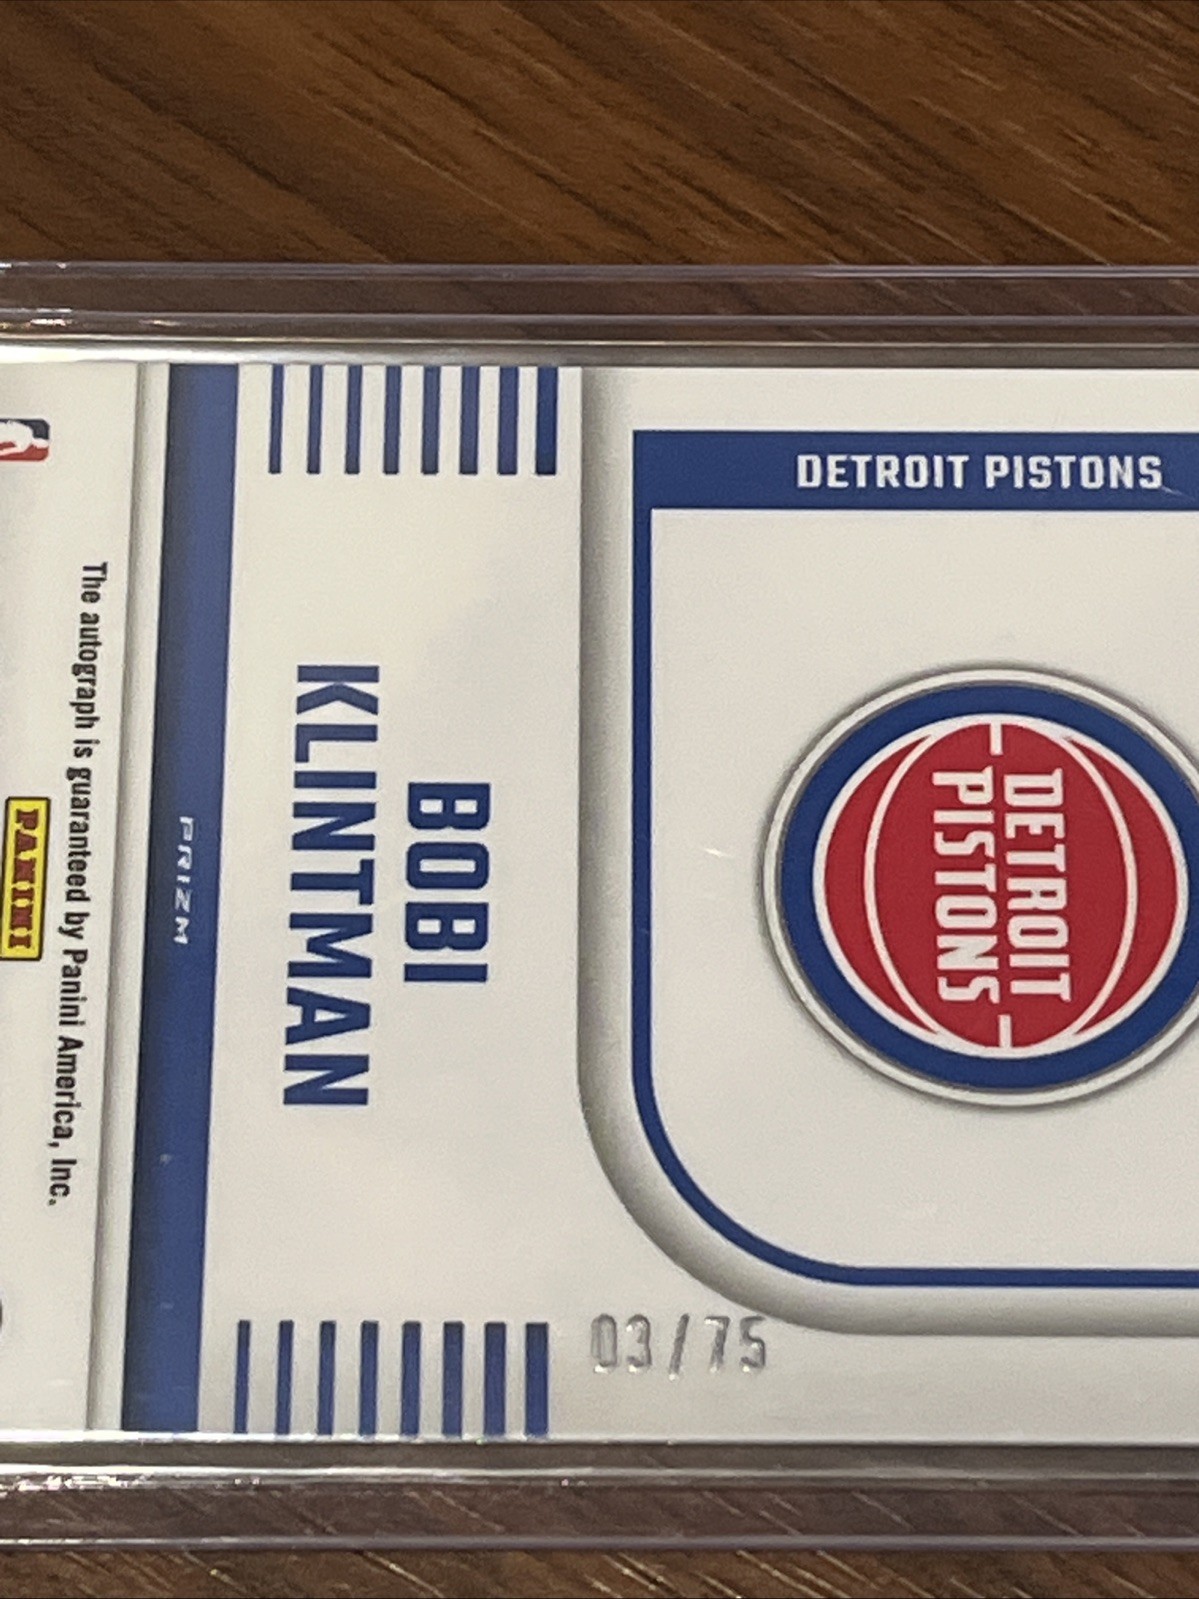 DETROIT PISTONS
DETROIT
PISTONS
03/75
BOBI
KLINTMAN
PRIZM
The autograph is guaranteed by Panini America, Inc.
PANINI